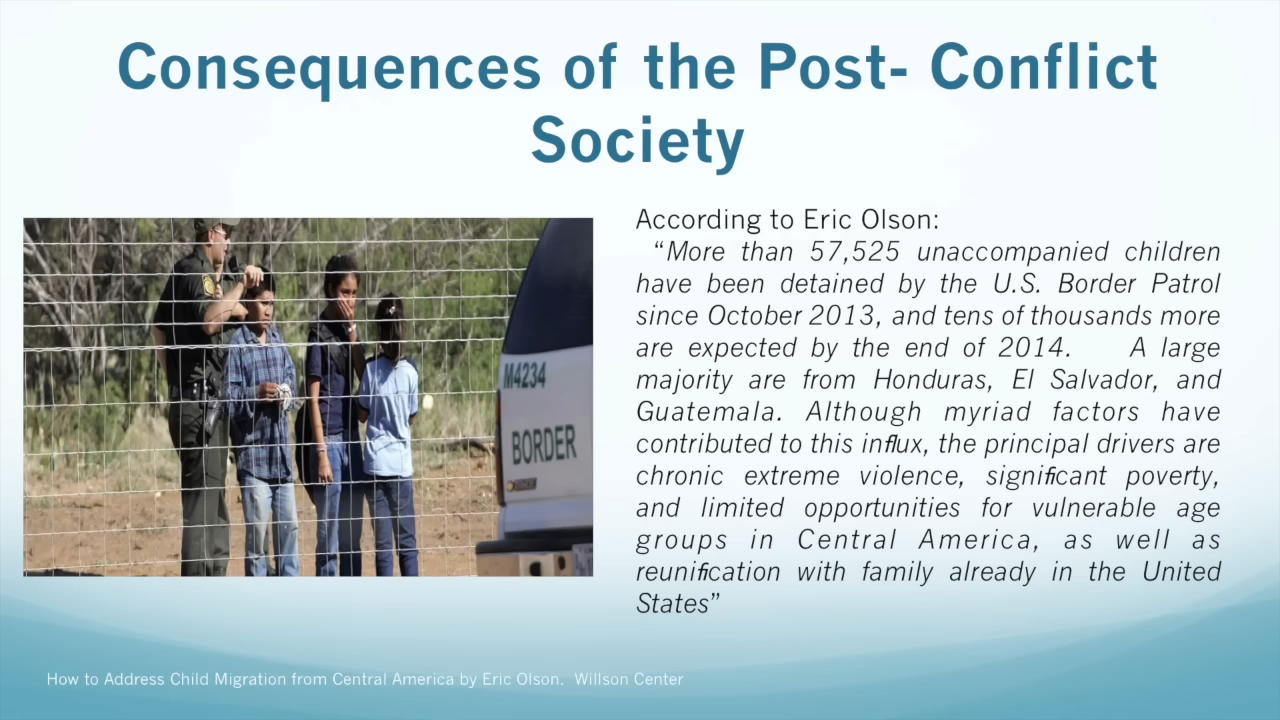 Consequences of the Post- Conflict
Society
According to Eric Olson:
“More than 57,525 unaccompanied children
have been detained by the U.S. Border Patrol
since October 2013, and tens of thousands more
are expected by the end of 2014. A large
majority are from Honduras, El Salvador, and
Guatemala. Although myriad factors have
contributed to this influx, the principal drivers are
chronic extreme violence, significant poverty,
and limited opportunities for vulnerable age
groups in Central America, as well as
reunification with family already in the United
States”
M4234
BORDER
How to Address Child Migration from Central America by Eric Olson. Willson Center